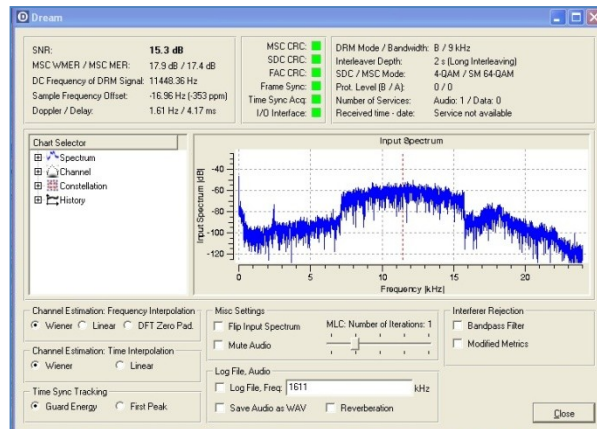 Dream
SNR: 15.3 dB
MSC WMER / MSC MER: 17.9 dB / 17.4 dB
DC Frequency of DRM Signal: 11448.36 Hz
Sample Frequency Offset: -16.96 Hz (-353 ppm)
Doppler / Delay: 1.61 Hz / 4.17 ms
MSC CRC:
SDC CRC:
FAC CRC:
Frame Sync:
Time Sync Acq:
I/O Interface:
DRM Mode / Bandwidth: B / 9 kHz
Interleaver Depth: 2 s (Long Interleaving)
SDC / MSC Mode: 4-QAM / SM 64-QAM
Prot. Level (B / A): 0 / 0
Number of Services: Audio: 1 / Data: 0
Received time - date: Service not available
Chart Selector
Spectrum
Channel
Constellation
History
Input Spectrum
Input Spectrum [dB]
-40
-60
-80
-100
-120
0 5 10 15 20
Frequency [kHz]
Channel Estimation: Frequency Interpolation
Wiener Linear DFT Zero Pad.
Channel Estimation: Time Interpolation
Wiener Linear
Time Sync Tracking
Guard Energy First Peak
Misc Settings
Flip Input Spectrum
Mute Audio
MLC: Number of Iterations: 1
Log File, Audio
Log File, Freq: 1611 kHz
Save Audio as WAV Reverberation
Interferer Rejection
Bandpass Filter
Modified Metrics
Close